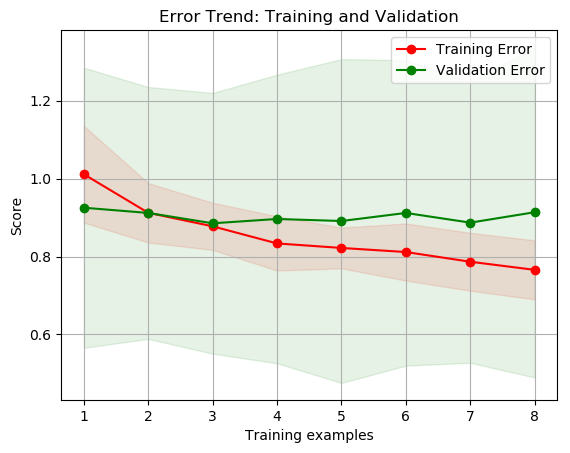 Error Trend: Training and Validation
Training Error
Validation Error
Score
1.2
1.0
0.8
0.6
1 2 3 4 5 6 7 8
Training examples